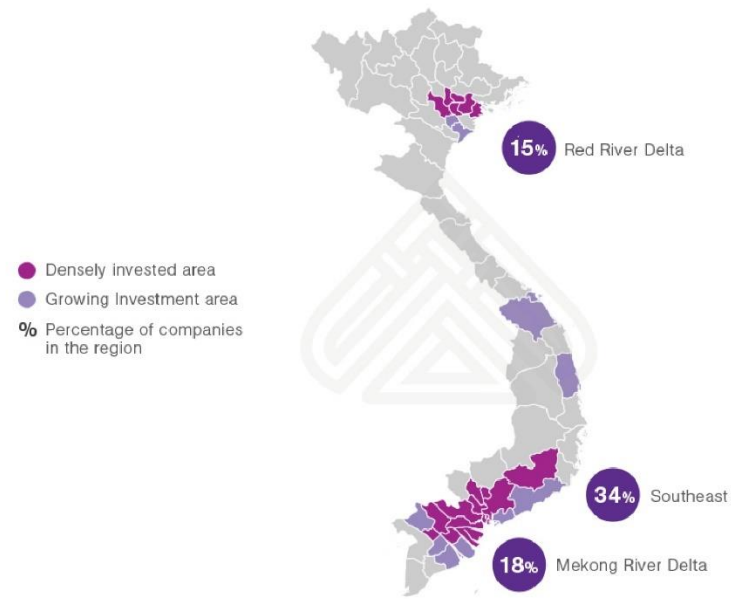 15% Red River Delta
Densely invested area
Growing Investment area
% Percentage of companies
in the region
34% Southeast
18% Mekong River Delta